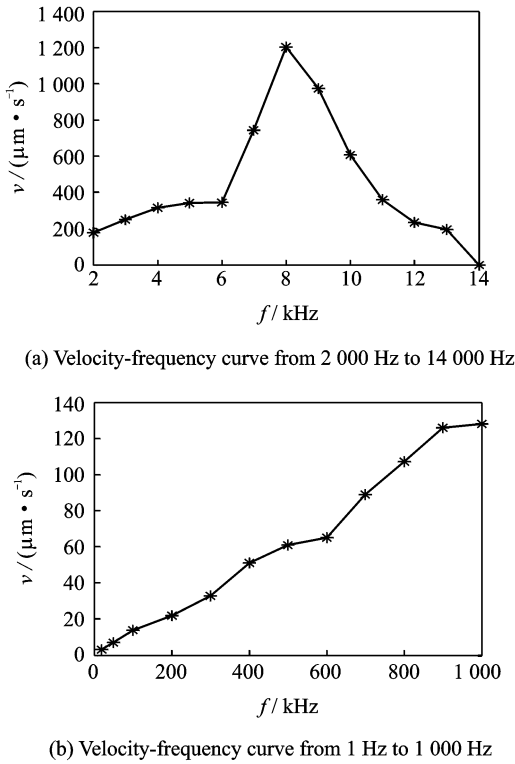 1 400
1 200
1 000
800
600
400
200
0
v / (μm • s⁻¹)
2 4 6 8 10 12 14
f / kHz
(a) Velocity-frequency curve from 2 000 Hz to 14 000 Hz
140
120
100
80
60
40
20
0
v / (μm • s⁻¹)
0 200 400 600 800 1 000
f / kHz
(b) Velocity-frequency curve from 1 Hz to 1 000 Hz